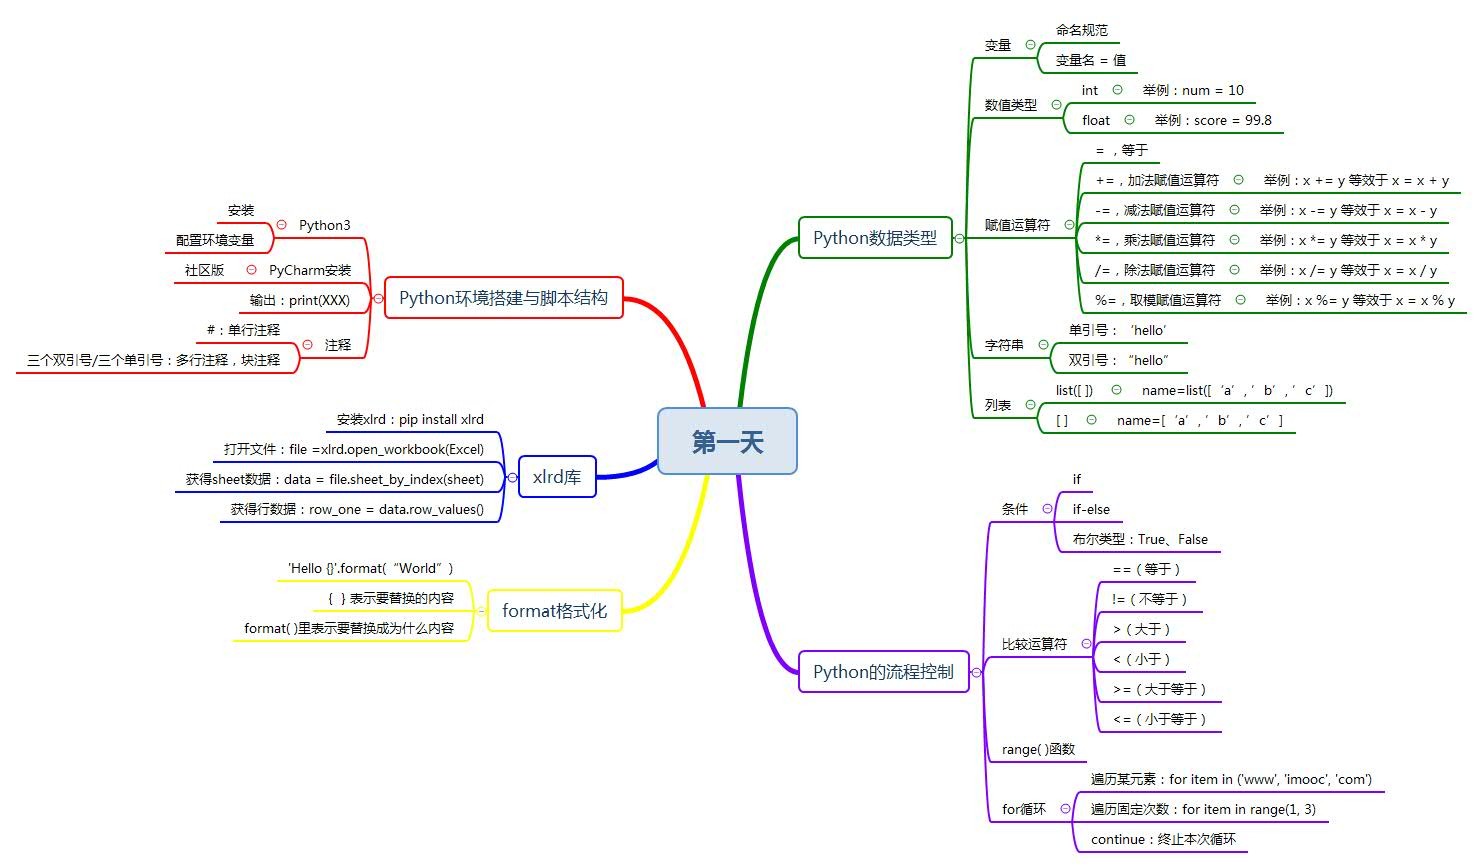 第一天
Python数据类型
变量
命名规范
变量名 = 值
数值类型
int
举例：num = 10
float
举例：score = 99.8
赋值运算符
= ，等于
+=，加法赋值运算符
举例：x += y 等效于 x = x + y
-=，减法赋值运算符
举例：x -= y 等效于 x = x - y
*=，乘法赋值运算符
举例：x *= y 等效于 x = x * y
/=，除法赋值运算符
举例：x /= y 等效于 x = x / y
%=，取模赋值运算符
举例：x %= y 等效于 x = x % y
字符串
单引号：‘hello’
双引号：“hello”
列表
list([ ])
name=list([‘a’,’b’,’c’])
[ ]
name=[‘a’,’b’,’c’]
Python的流程控制
条件
if
if-else
布尔类型：True、False
比较运算符
==（等于）
!=（不等于）
>（大于）
<（小于）
>=（大于等于）
<=（小于等于）
range( )函数
for循环
遍历某元素：for item in ('www', 'imooc', 'com')
遍历固定次数：for item in range(1, 3)
continue：终止本次循环
Python环境搭建与脚本结构
Python3
安装
配置环境变量
PyCharm安装
社区版
输出：print(XXX)
注释
#：单行注释
三个双引号/三个单引号：多行注释，块注释
xlrd库
安装xlrd：pip install xlrd
打开文件：file =xlrd.open_workbook(Excel)
获得sheet数据：data = file.sheet_by_index(sheet)
获得行数据：row_one = data.row_values()
format格式化
'Hello {}'.format(“World”)
{ } 表示要替换的内容
format( )里表示要替换成为什么内容